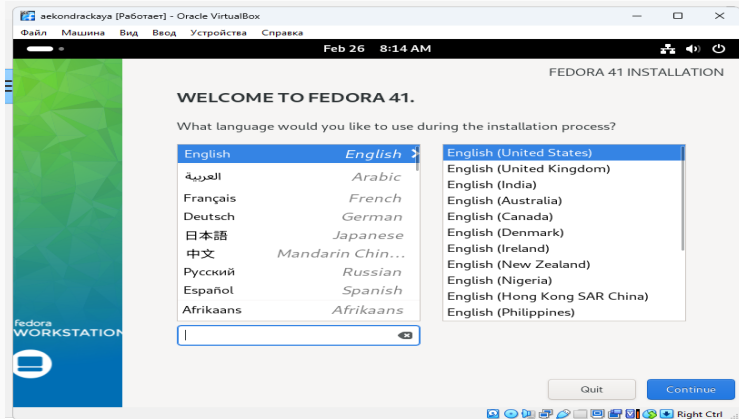 aekondrackaya [Работает] - Oracle VirtualBox
Файл Машина Вид Ввод Устройства Справка
Feb 26 8:14 AM
FEDORA 41 INSTALLATION
WELCOME TO FEDORA 41.
What language would you like to use during the installation process?
English English
العربية Arabic
Français French
Deutsch German
日本語 Japanese
中文 Mandarin Chin...
Русский Russian
Español Spanish
Afrikaans Afrikaans
English (United States)
English (United Kingdom)
English (India)
English (Australia)
English (Canada)
English (Denmark)
English (Ireland)
English (New Zealand)
English (Nigeria)
English (Hong Kong SAR China)
English (Philippines)
fedora
WORKSTATION
Quit Continue
Right Ctrl